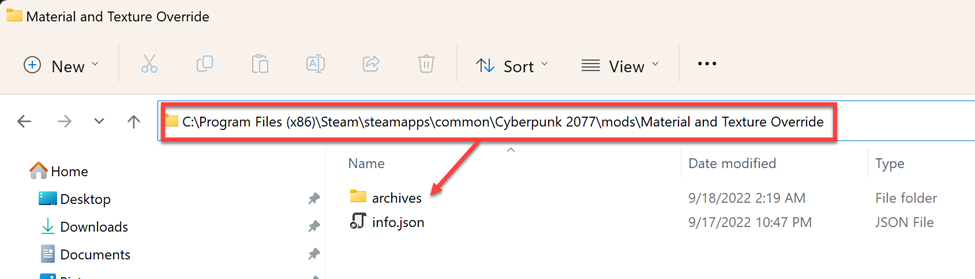 Material and Texture Override
New Sort View
C:\Program Files (x86)\Steam\steamapps\common\Cyberpunk 2077\mods\Material and Texture Override
Name Date modified Type
Home
Desktop
Downloads
Documents
archives 9/18/2022 2:19 AM File folder
info.json 9/17/2022 10:47 PM JSON File